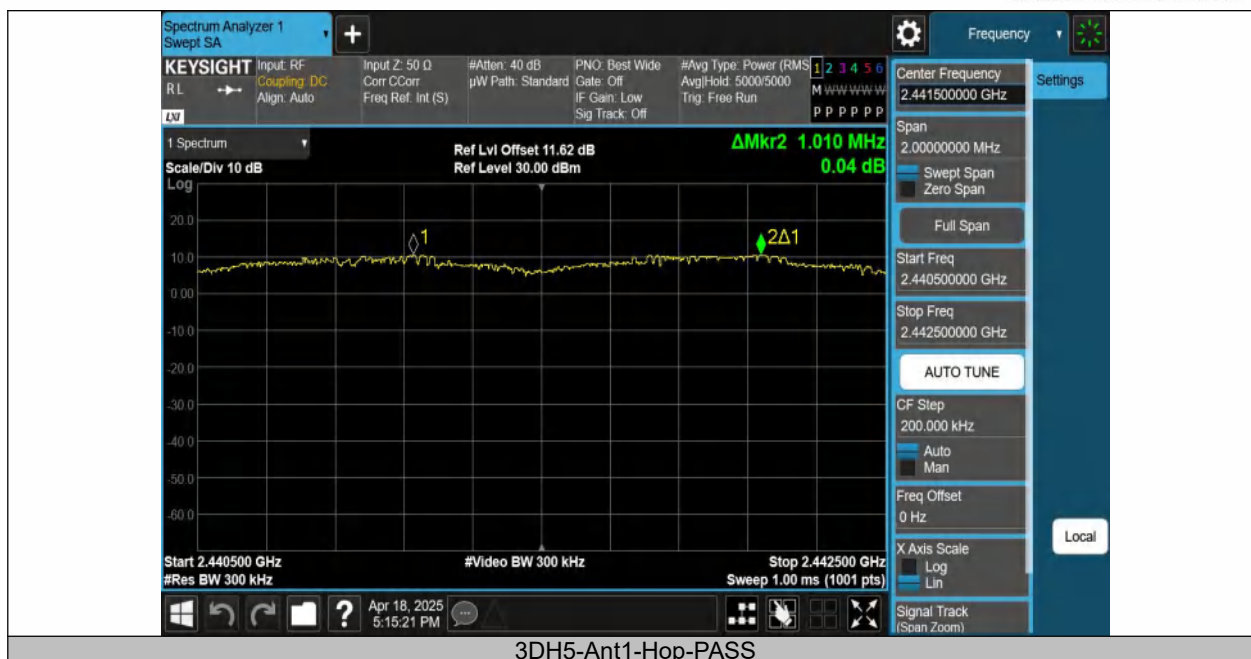 Spectrum Analyzer 1
Swept SA
+
Frequency
KEYSIGHT
RL
LXI
Input: RF
Coupling: DC
Align: Auto
Input Z: 50 Ω
Corr CCorr
Freq Ref: Int (S)
#Atten: 40 dB
µW Path: Standard
PNO: Best Wide
Gate: Off
IF Gain: Low
Sig Track: Off
#Avg Type: Power (RMS
Avg|Hold: 5000/5000
Trig: Free Run
1 2 3 4 5 6
M W W W W W
P P P P P P
1 Spectrum
Scale/Div 10 dB
Log
Ref Lvl Offset 11.62 dB
Ref Level 30.00 dBm
ΔMkr2 1.010 MHz
0.04 dB
20.0
10.0
0.00
-10.0
-20.0
-30.0
-40.0
-50.0
-60.0
1
2Δ1
Start 2.440500 GHz
#Video BW 300 kHz
Stop 2.442500 GHz
#Res BW 300 kHz
Sweep 1.00 ms (1001 pts)
Center Frequency
2.441500000 GHz
Settings
Span
2.00000000 MHz
Swept Span
Zero Span
Full Span
Start Freq
2.440500000 GHz
Stop Freq
2.442500000 GHz
AUTO TUNE
CF Step
200.000 kHz
Auto
Man
Freq Offset
0 Hz
X Axis Scale
Log
Lin
Local
Signal Track
(Span Zoom)
?
Apr 18, 2025
5:15:21 PM
3DH5-Ant1-Hop-PASS